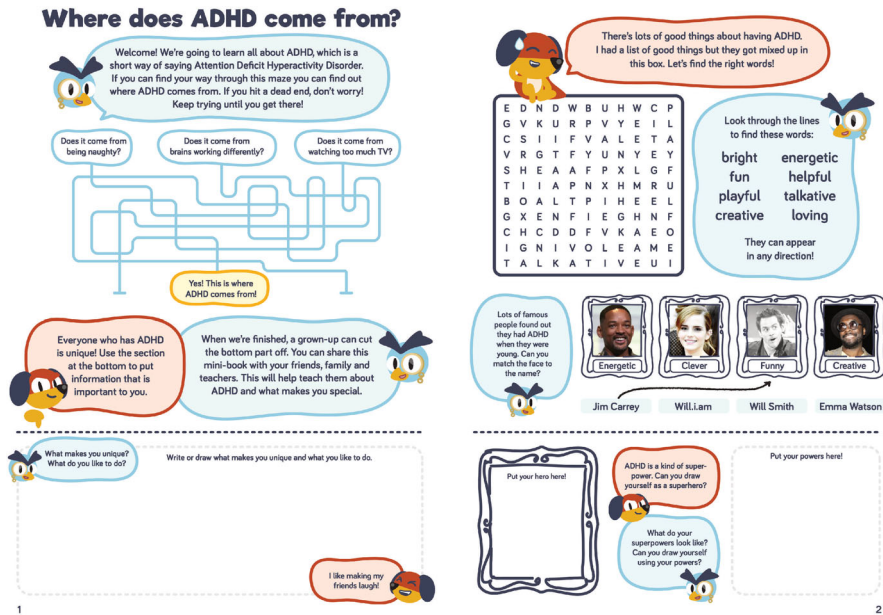 Where does ADHD come from?
Welcome! We're going to learn all about ADHD, which is a
short way of saying Attention Deficit Hyperactivity Disorder.
If you can find your way through this maze you can find out
where ADHD comes from. If you hit a dead end, don't worry!
Keep trying until you get there!
Does it come from
being naughty?
Does it come from
brains working differently?
Does it come from
watching too much TV?
Yes! This is where
ADHD comes from!
Everyone who has ADHD
is unique! Use the section
at the bottom to put
information that is
important to you.
When we're finished, a grown-up can cut
the bottom part off. You can share this
mini-book with your friends, family and
teachers. This will help teach them about
ADHD and what makes you special.
What makes you unique?
What do you like to do?
Write or draw what makes you unique and what you like to do.
I like making my
friends laugh!
1
There's lots of good things about having ADHD.
I had a list of good things but they got mixed up in
this box. Let's find the right words!
E D N D W B U H W C P
G V K U R P V Y E I L
C S I I F V A L E T A
V R G T F Y U N Y E Y
S H E A A F P X L G F
T I I A P N X H M R U
B O A L T P I H E E L
G X E N F I E G H N F
C H C D D F V K A E O
I G N I V O L E A M E
T A L K A T I V E U I
Look through the lines
to find these words:
bright energetic
fun helpful
playful talkative
creative loving
They can appear
in any direction!
Lots of famous
people found out
they had ADHD
when they were
young. Can you
match the face to
the name?
Energetic
Clever
Funny
Creative
Jim Carrey
Will.i.am
Will Smith
Emma Watson
Put your hero here!
ADHD is a kind of super-
power. Can you draw
yourself as a superhero?
What do your
superpowers look like?
Can you draw yourself
using your powers?
Put your powers here!
2